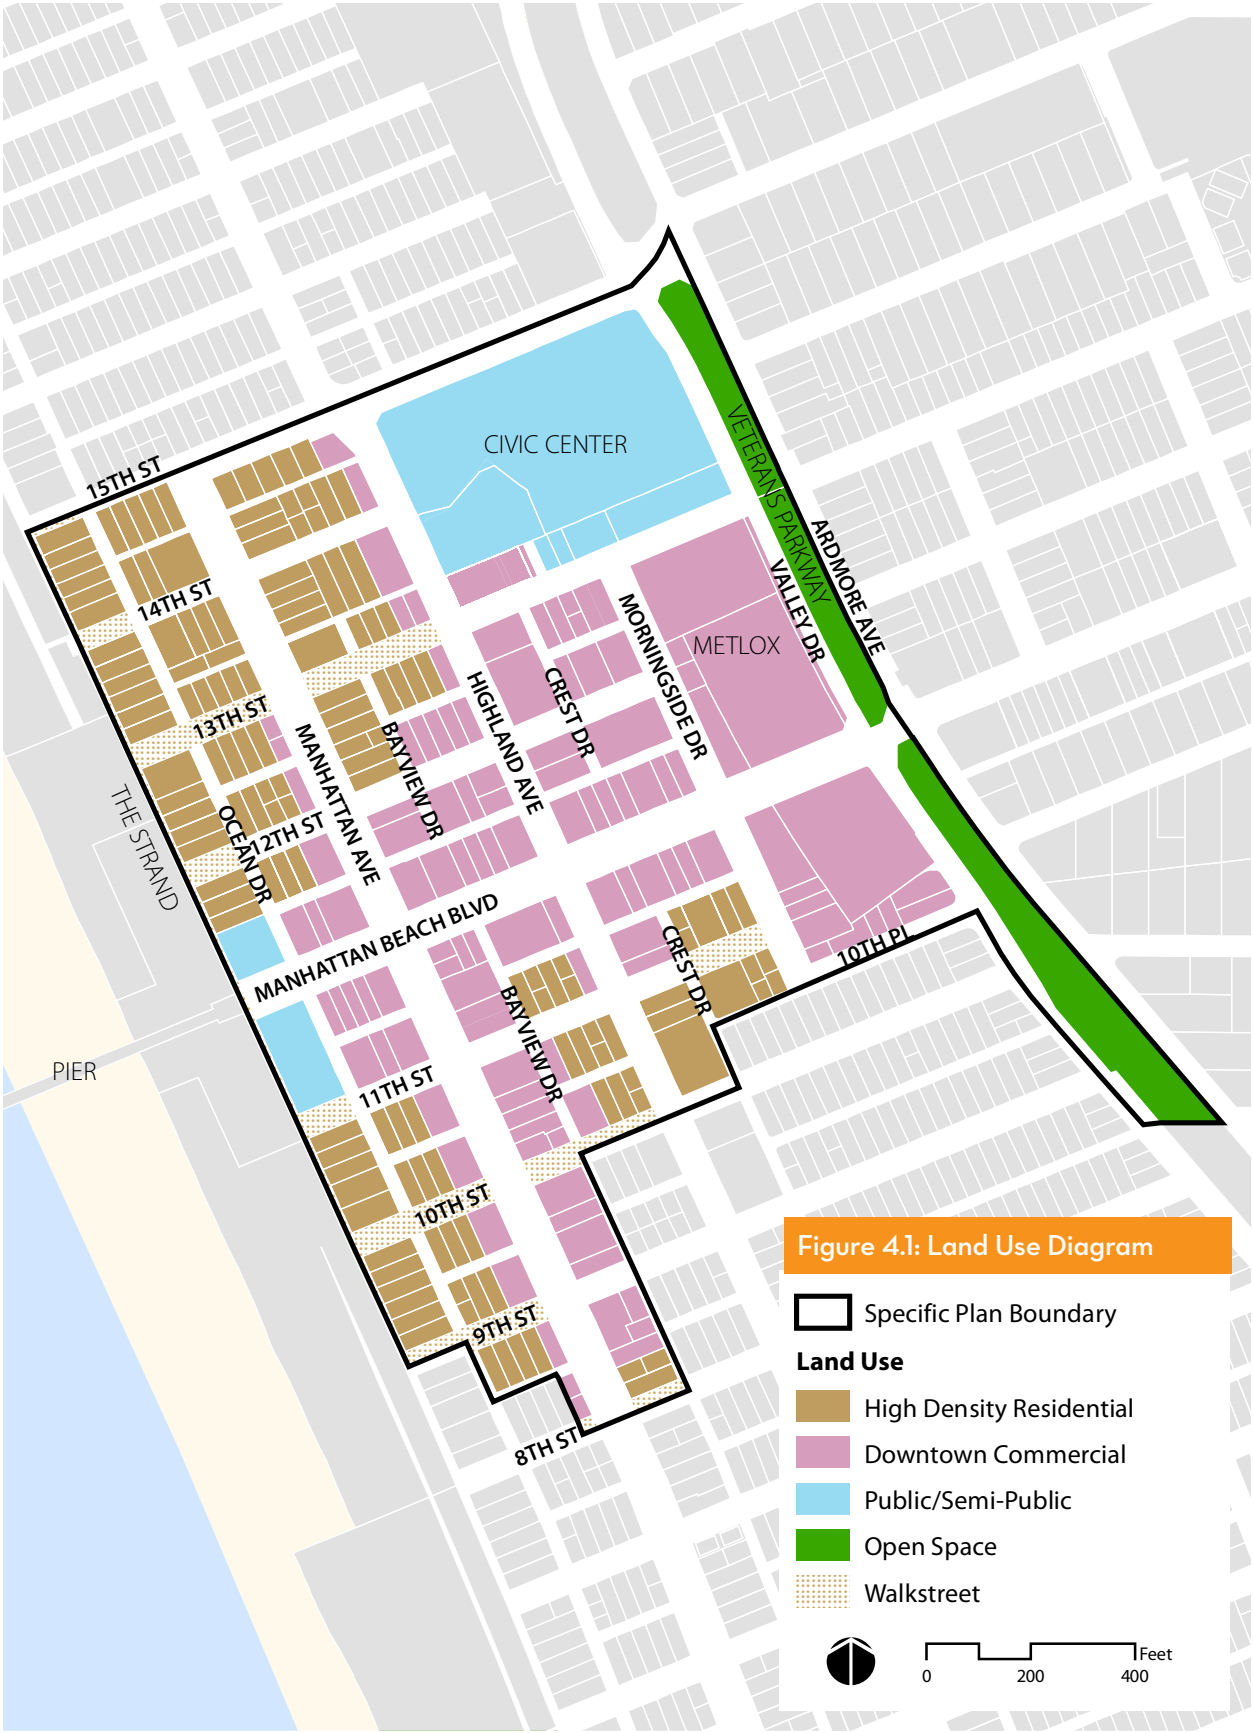 CIVIC CENTER
15TH ST
VETERANS PARKWAY
ARDMORE AVE
VALLEY DR
14TH ST
MORNINGSIDE DR
METLOX
13TH ST
HIGHLAND AVE
CREST DR
MANHATTAN AVE
BAYVIEW DR
THE STRAND
OCEAN DR
12TH ST
MANHATTAN BEACH BLVD
CREST DR
10TH PL
BAYVIEW DR
PIER
11TH ST
10TH ST
9TH ST
8TH ST
Figure 4.1: Land Use Diagram
Specific Plan Boundary
Land Use
High Density Residential
Downtown Commercial
Public/Semi-Public
Open Space
Walkstreet
Feet
0 200 400